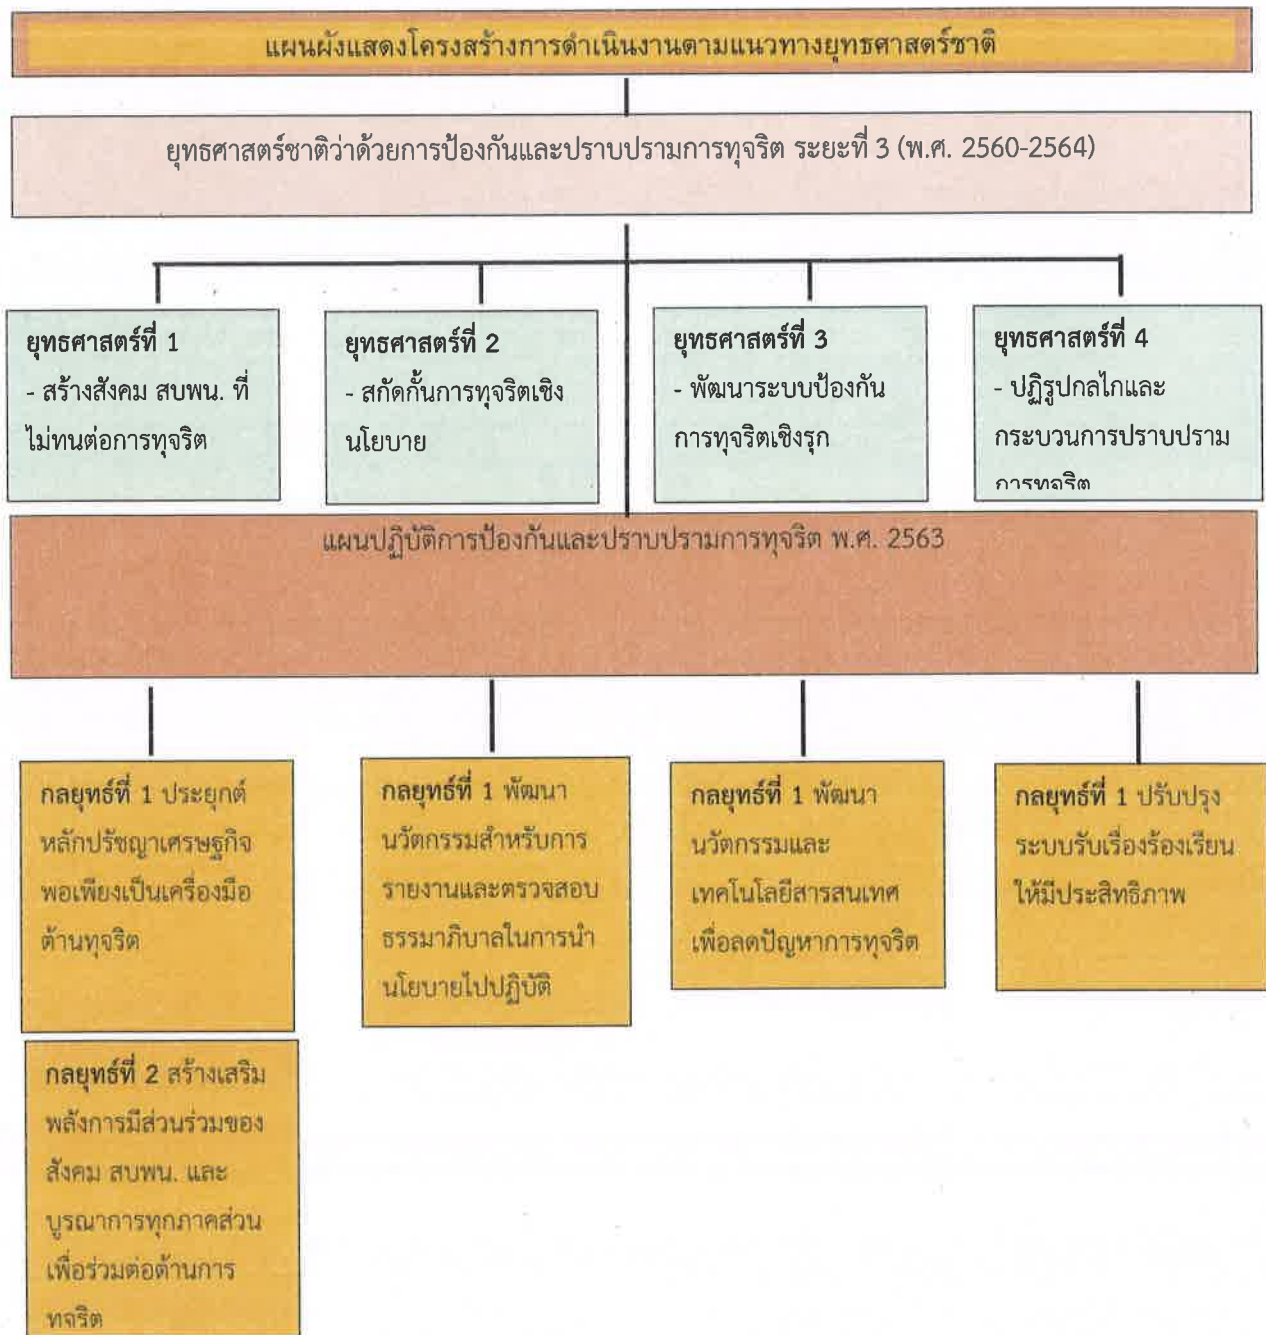 แผนผังแสดงโครงสร้างการดำเนินงานตามแนวทางยุทธศาสตร์ชาติ
ยุทธศาสตร์ชาติว่าด้วยการป้องกันและปราบปรามการทุจริต ระยะที่ 3 (พ.ศ. 2560-2564)
ยุทธศาสตร์ที่ 1
- สร้างสังคม สบพน. ที่
ไม่ทนต่อการทุจริต
ยุทธศาสตร์ที่ 2
- สกัดกั้นการทุจริตเชิง
นโยบาย
ยุทธศาสตร์ที่ 3
- พัฒนาระบบป้องกัน
การทุจริตเชิงรุก
ยุทธศาสตร์ที่ 4
- ปฏิรูปกลไกและ
กระบวนการปราบปราม
การทุจริต
แผนปฏิบัติการป้องกันและปราบปรามการทุจริต พ.ศ. 2563
กลยุทธ์ที่ 1 ประยุกต์
หลักปรัชญาเศรษฐกิจ
พอเพียงเป็นเครื่องมือ
ต้านทุจริต
กลยุทธ์ที่ 2 สร้างเสริม
พลังการมีส่วนร่วมของ
สังคม สบพน. และ
บูรณาการทุกภาคส่วน
เพื่อร่วมต่อต้านการ
ทุจริต
กลยุทธ์ที่ 1 พัฒนา
นวัตกรรมสำหรับการ
รายงานและตรวจสอบ
ธรรมาภิบาลในการนำ
นโยบายไปปฏิบัติ
กลยุทธ์ที่ 1 พัฒนา
นวัตกรรมและ
เทคโนโลยีสารสนเทศ
เพื่อลดปัญหาการทุจริต
กลยุทธ์ที่ 1 ปรับปรุง
ระบบรับเรื่องร้องเรียน
ให้มีประสิทธิภาพ